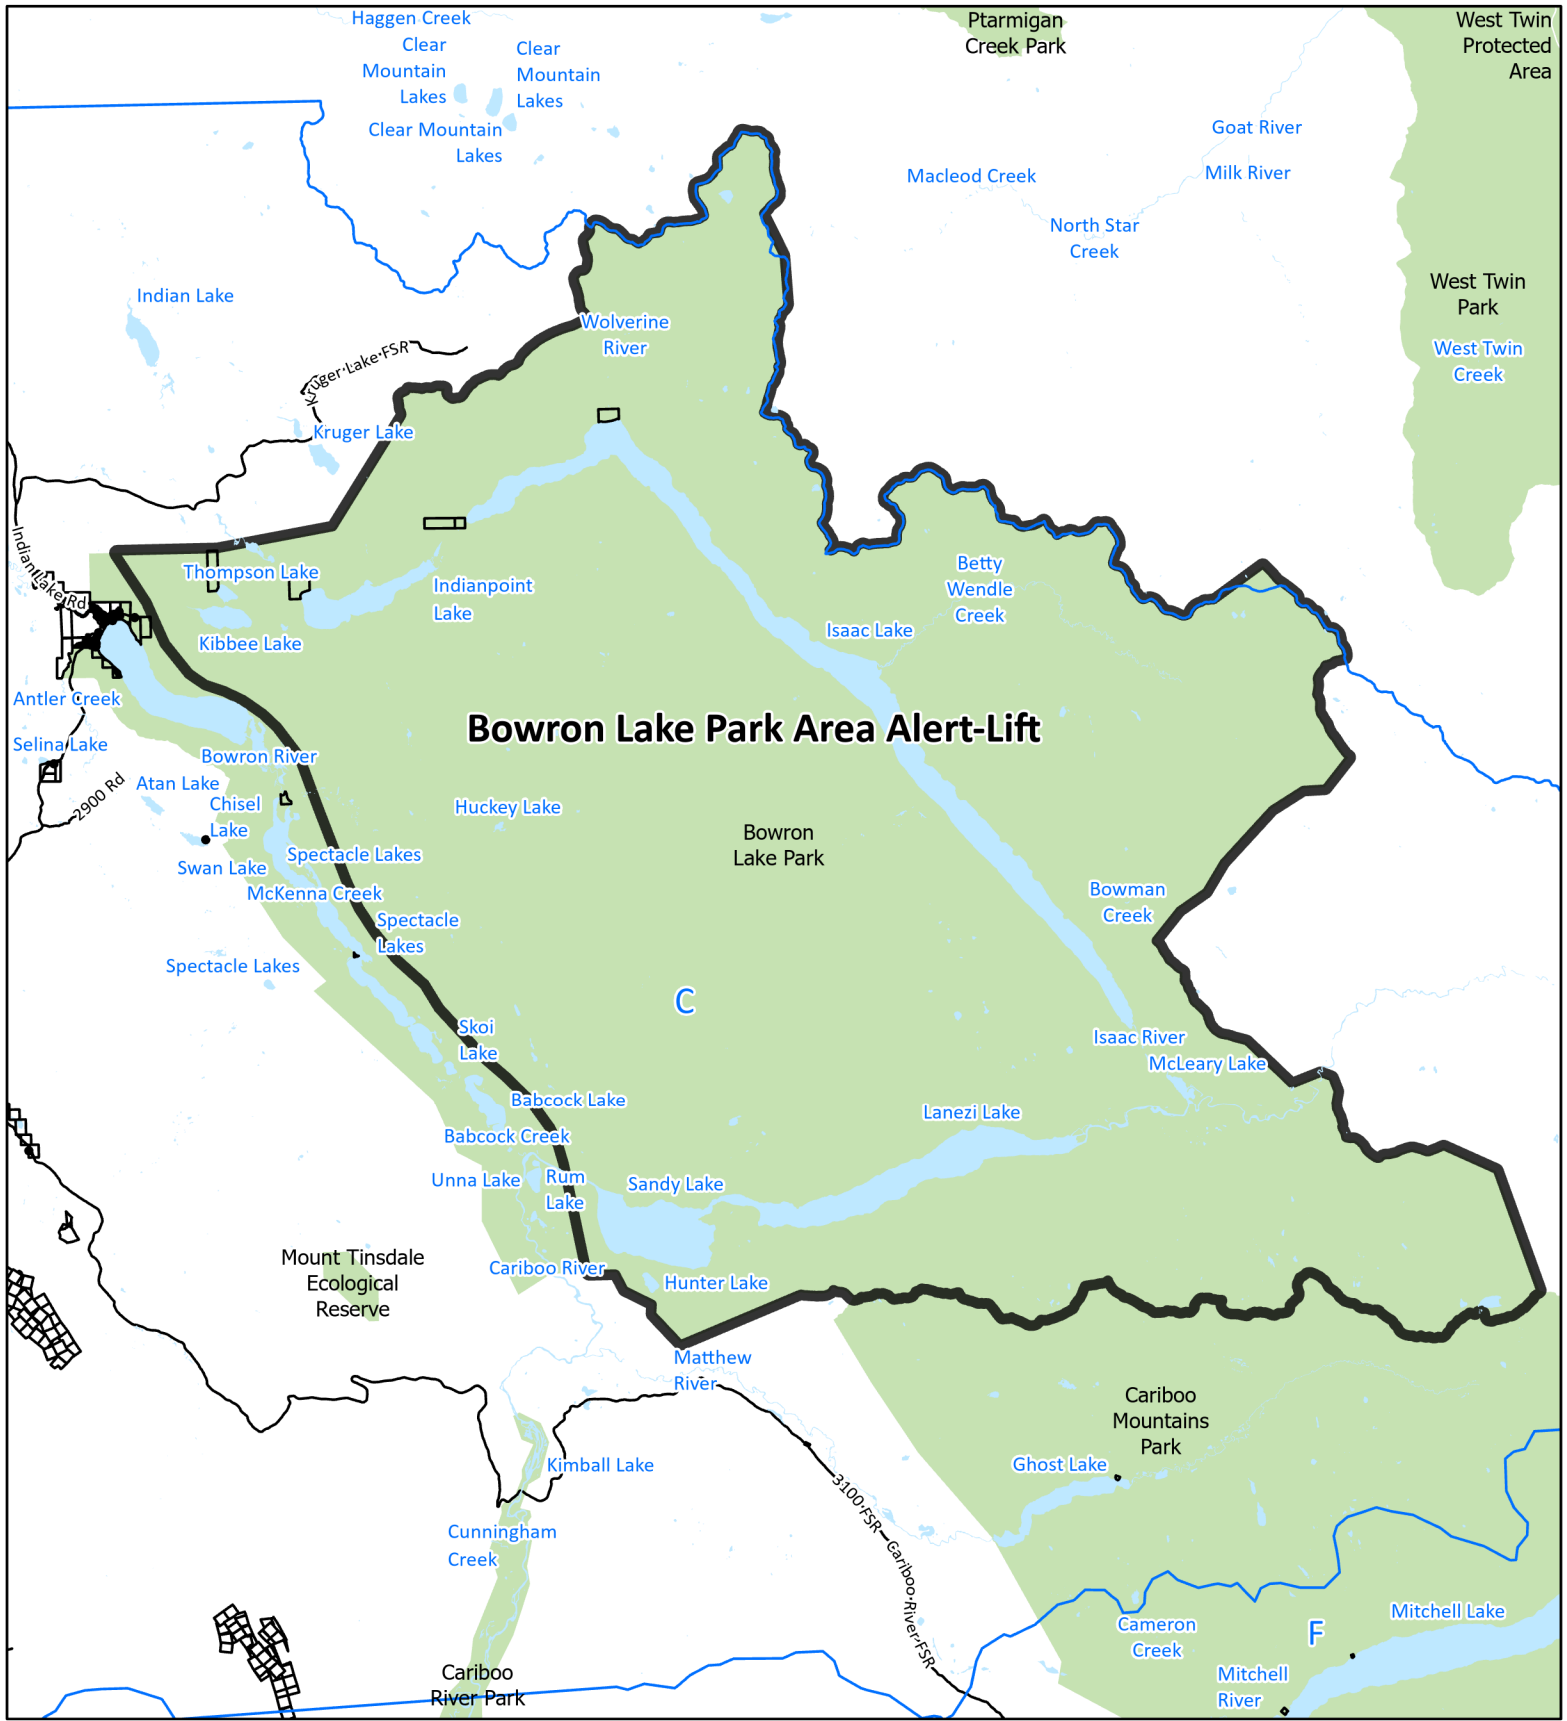 Haggen Creek
Clear
Mountain
Lakes
Clear
Mountain
Lakes
Clear Mountain
Lakes
Ptarmigan
Creek Park
West Twin
Protected
Area
Goat River
Milk River
Macleod Creek
North Star
Creek
Indian Lake
West Twin
Park
West Twin
Creek
Wolverine
River
Kruger Lake FSR
Kruger Lake
Indian Lake Rd
Thompson Lake
Indianpoint
Lake
Betty
Wendle
Creek
Kibbee Lake
Isaac Lake
Antler Creek
Bowron Lake Park Area Alert-Lift
Selina Lake
Bowron River
Atan Lake
2900 Rd
Chisel
Lake
Huckey Lake
Bowron
Lake Park
Spectacle Lakes
Swan Lake
McKenna Creek
Bowman
Creek
Spectacle
Lakes
Spectacle Lakes
C
Skoi
Lake
Isaac River
McLeary Lake
Babcock Lake
Lanezi Lake
Babcock Creek
Unna Lake
Rum
Lake
Sandy Lake
Mount Tinsdale
Ecological
Reserve
Cariboo River
Hunter Lake
Matthew
River
Cariboo
Mountains
Park
Kimball Lake
Ghost Lake
3100 FSR
Cariboo River FSR
Cunningham
Creek
Cameron
Creek
F
Mitchell Lake
Mitchell
River
Cariboo
River Park